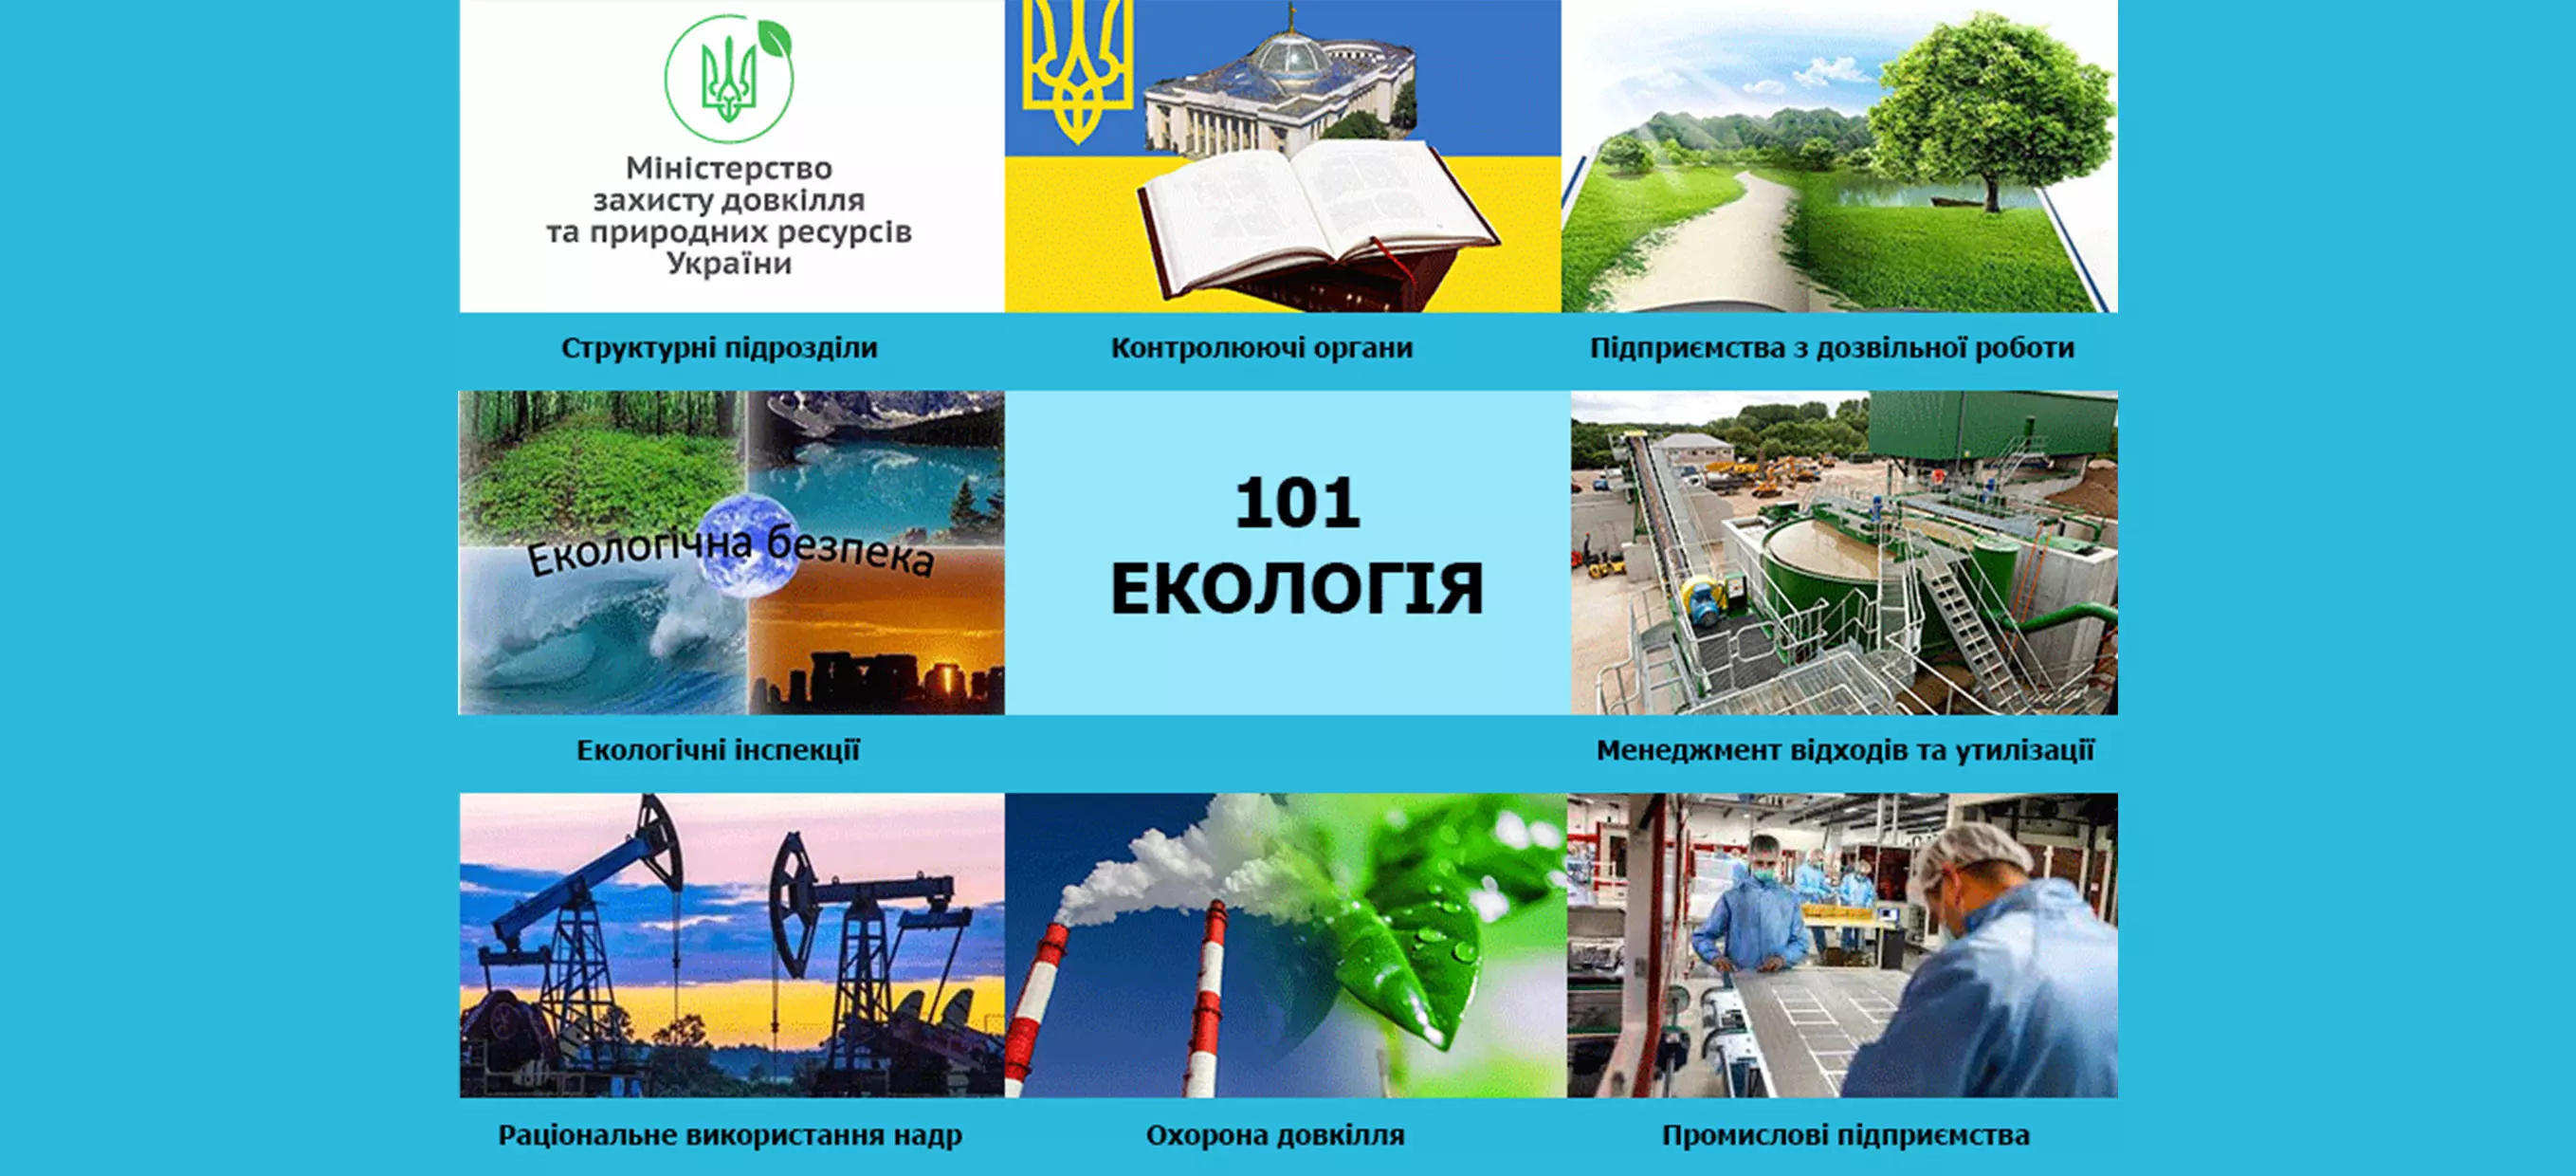 Міністерство
захисту довкілля
та природних ресурсів
України
Структурні підрозділи
Контролюючі органи
Підприємства з дозвільної роботи
Екологічна безпека
101
ЕКОЛОГІЯ
Екологічні інспекції
Менеджмент відходів та утилізації
Раціональне використання надр
Охорона довкілля
Промислові підприємства